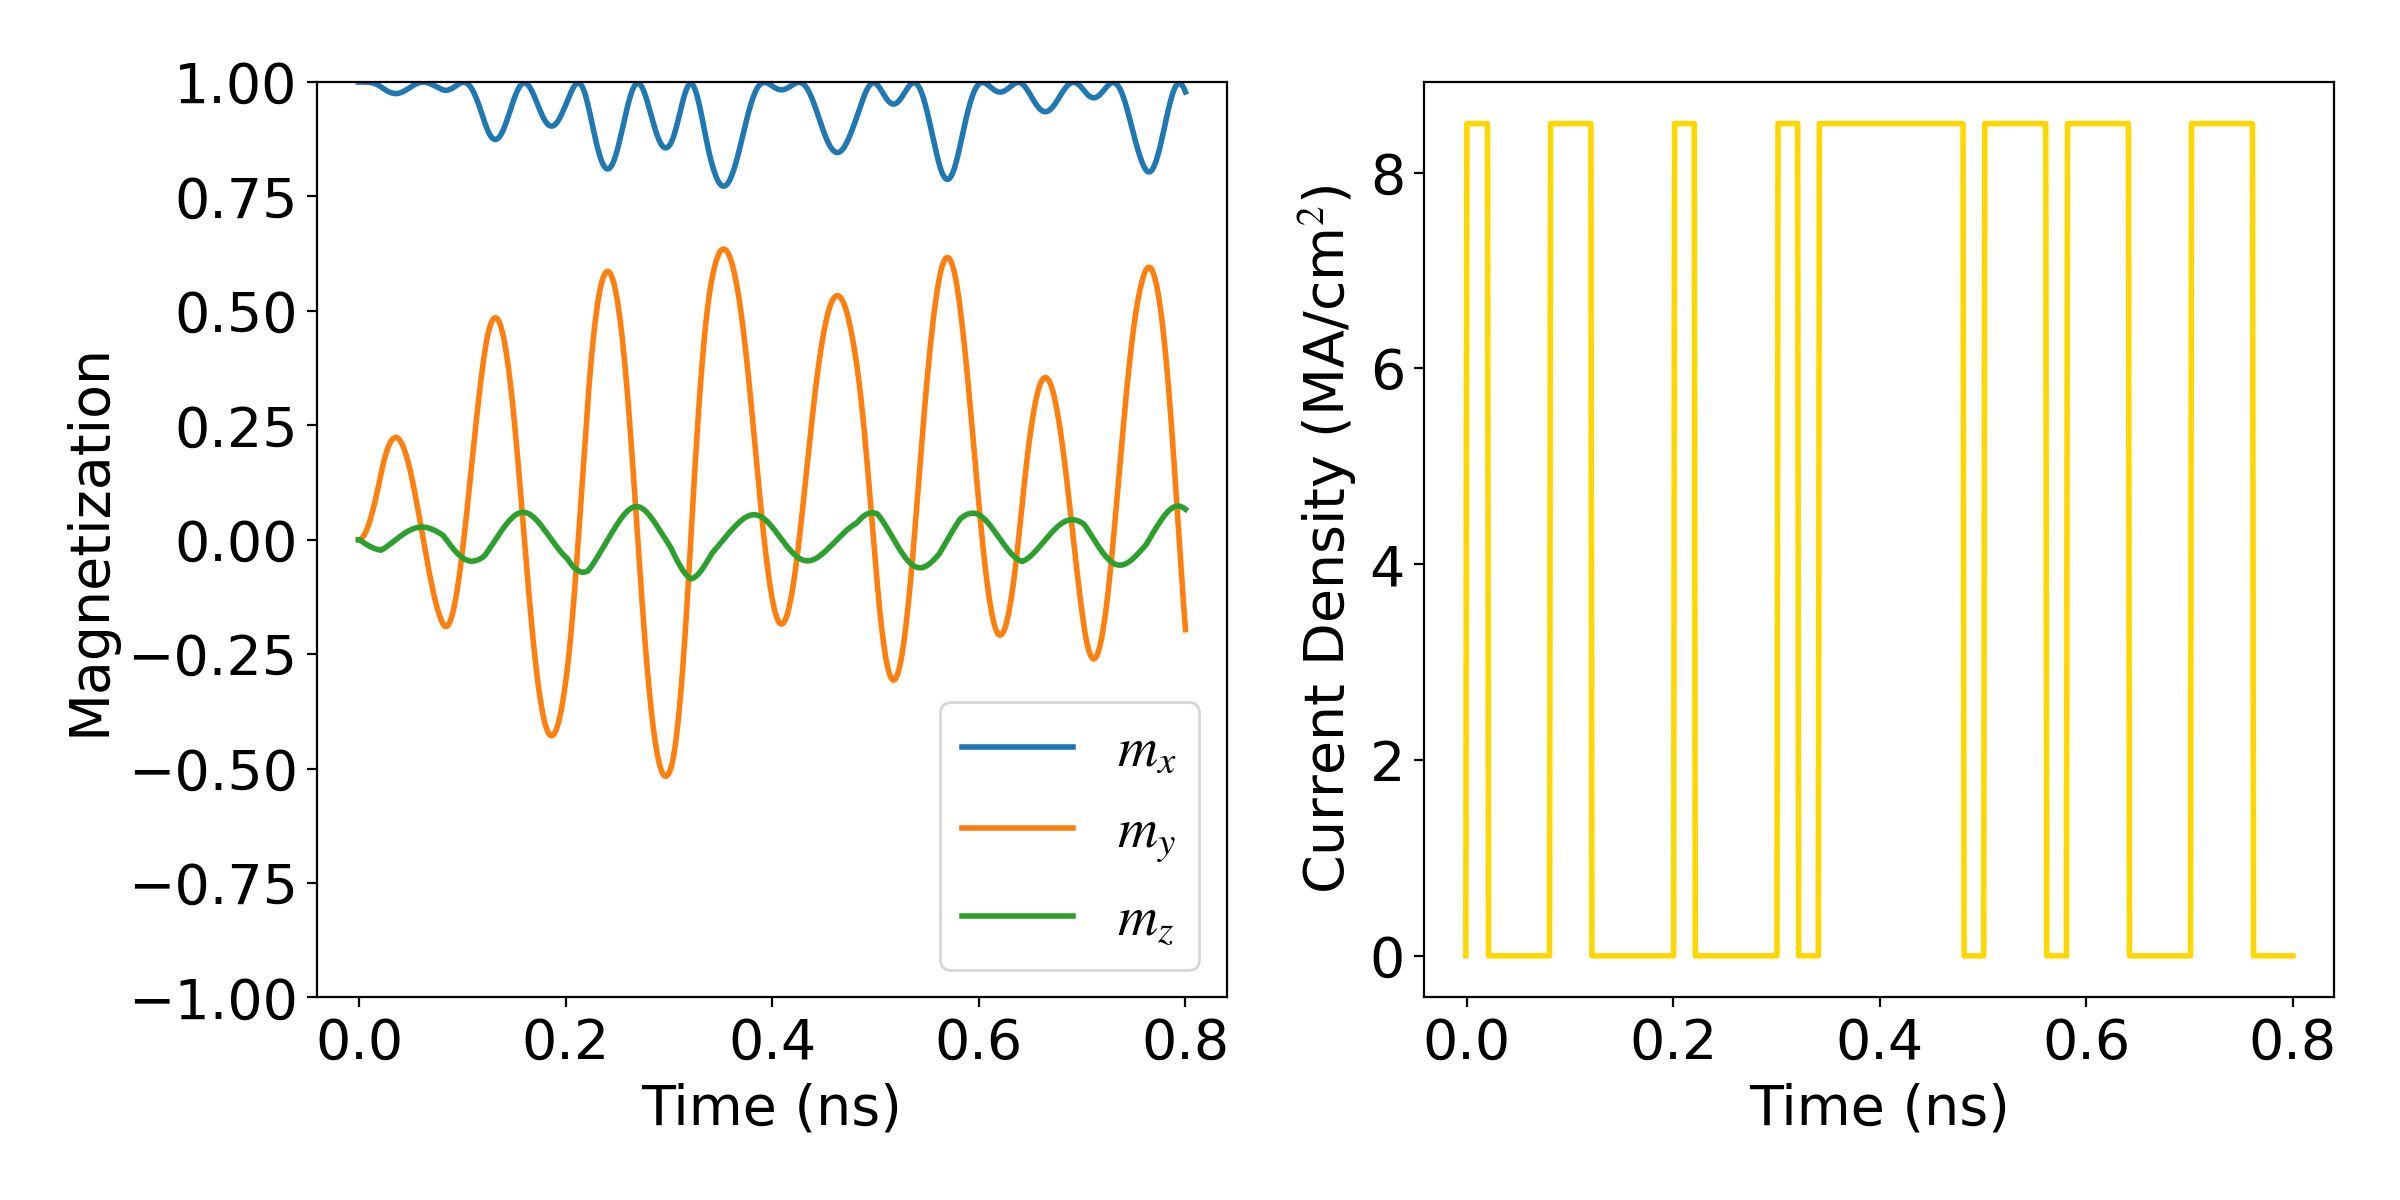 1.00
0.75
0.50
0.25
0.00
−0.25
−0.50
−0.75
−1.00
Magnetization
0.0 0.2 0.4 0.6 0.8
Time (ns)
m_x
m_y
m_z
8
6
4
2
0
Current Density (MA/cm²)
0.0 0.2 0.4 0.6 0.8
Time (ns)